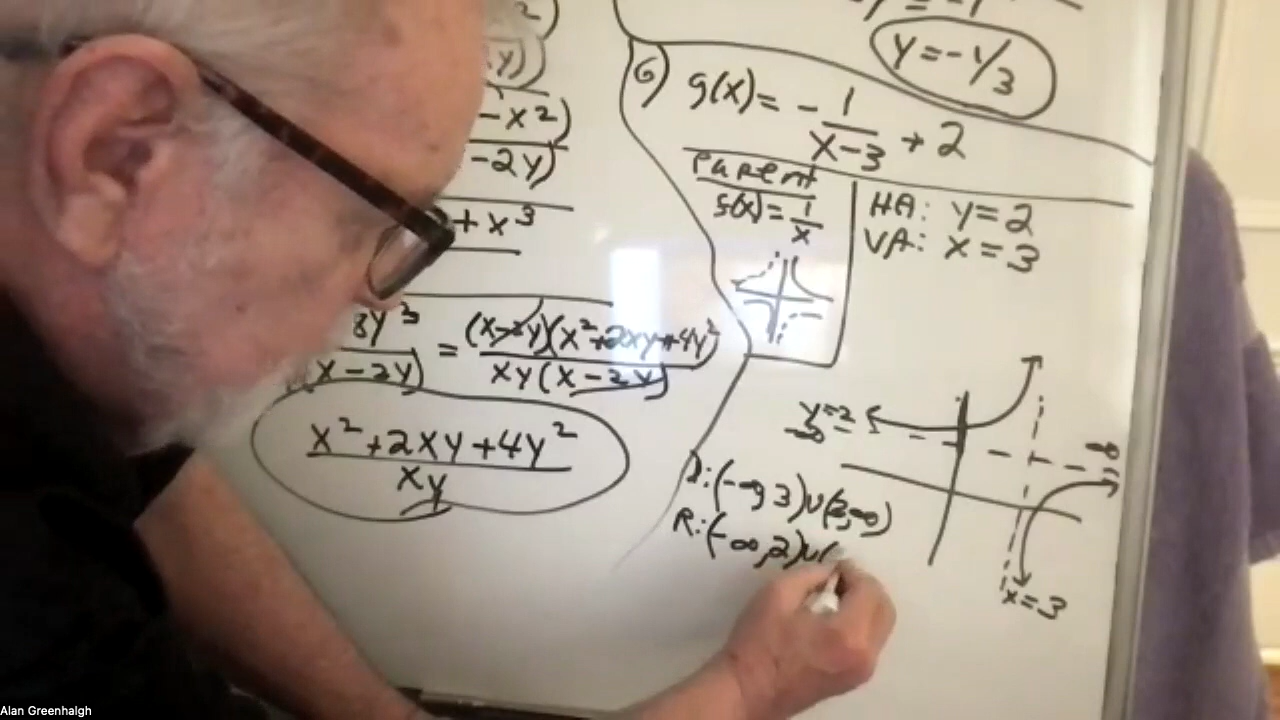 2)
y)
-x²)
-2y)
+ x³
8y³ = (x-2y)(x²+2xy+4y²)
(x-2y) xy(x-2y)
x²+2xy+4y²
xy
y=-1/3
6) g(x)= - 1 + 2
x-3
Parent
f(x)= 1
x
HA: y=2
VA: x=3
y=2
∞
D:(-∞,3)∪(3,∞)
R:(-∞,2)∪(
x=3
Alan Greenhalgh